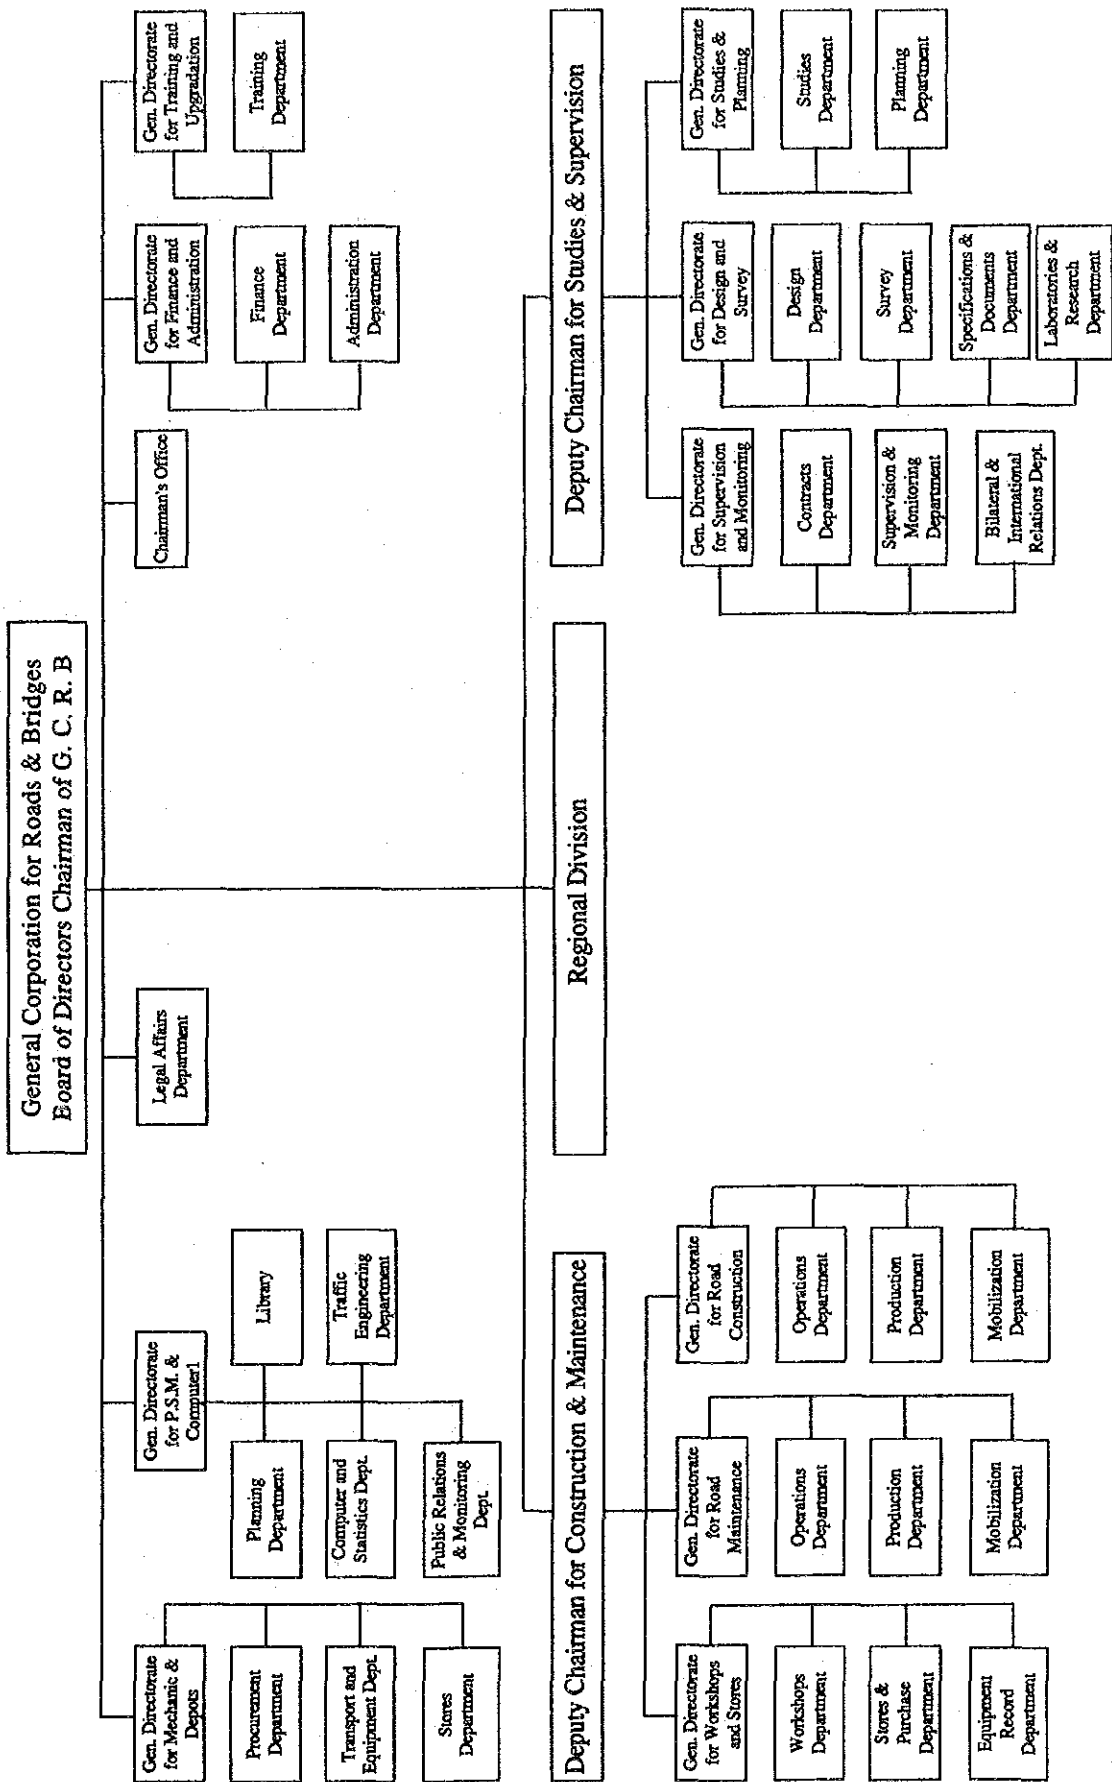 General Corporation for Roads & Bridges
Board of Directors Chairman of G. C. R. B
Gen. Directorate
for Mechanic &
Depots
Procurement
Department
Transport and
Equipment Dept.
Stores
Department
Gen. Directorate
for P.S.M. &
Computer1
Planning
Department
Library
Computer and
Statistics Dept.
Traffic
Engineering
Department
Public Relations
& Monitoring
Dept.
Legal Affairs
Department
Chairman's Office
Gen. Directorate
for Finance and
Administration
Finance
Department
Administration
Department
Gen. Directorate
for Training and
Upgradation
Training
Department
Deputy Chairman for Construction & Maintenance
Gen. Directorate
for Workshops
and Stores
Workshops
Department
Stores &
Purchase
Department
Equipment
Record
Department
Gen. Directorate
for Road
Maintenance
Operations
Department
Production
Department
Mobilization
Department
Gen. Directorate
for Road
Construction
Operations
Department
Production
Department
Mobilization
Department
Regional Division
Deputy Chairman for Studies & Supervision
Gen. Directorate
for Supervision
and Monitoring
Contracts
Department
Supervision &
Monitoring
Department
Bilateral &
International
Relations Dept.
Gen. Directorate
for Design and
Survey
Design
Department
Survey
Department
Specifications &
Documents
Department
Laboratories &
Research
Department
Gen. Directorate
for Studies &
Planning
Studies
Department
Planning
Department